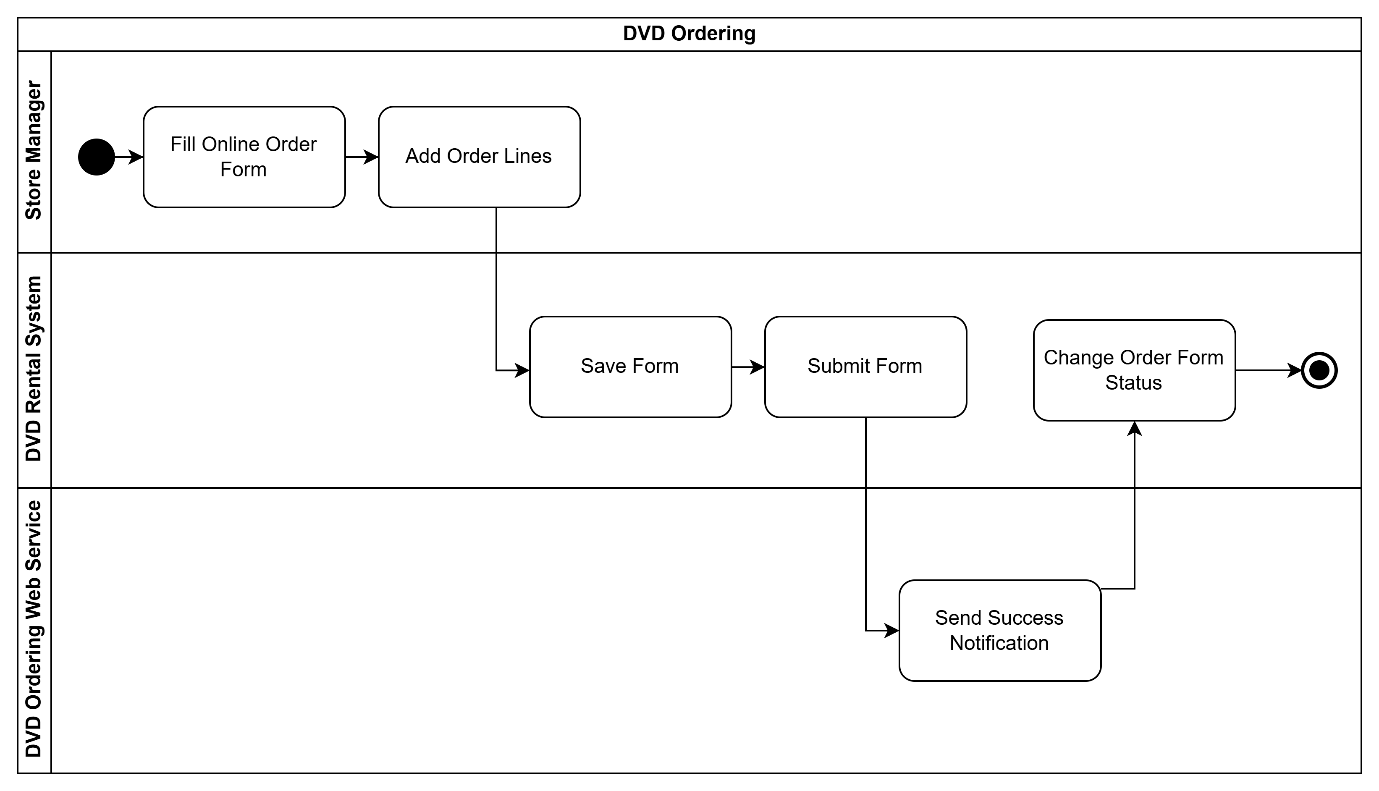 DVD Ordering
Store Manager
Fill Online Order
Form
Add Order Lines
DVD Rental System
Save Form
Submit Form
Change Order Form
Status
DVD Ordering Web Service
Send Success
Notification